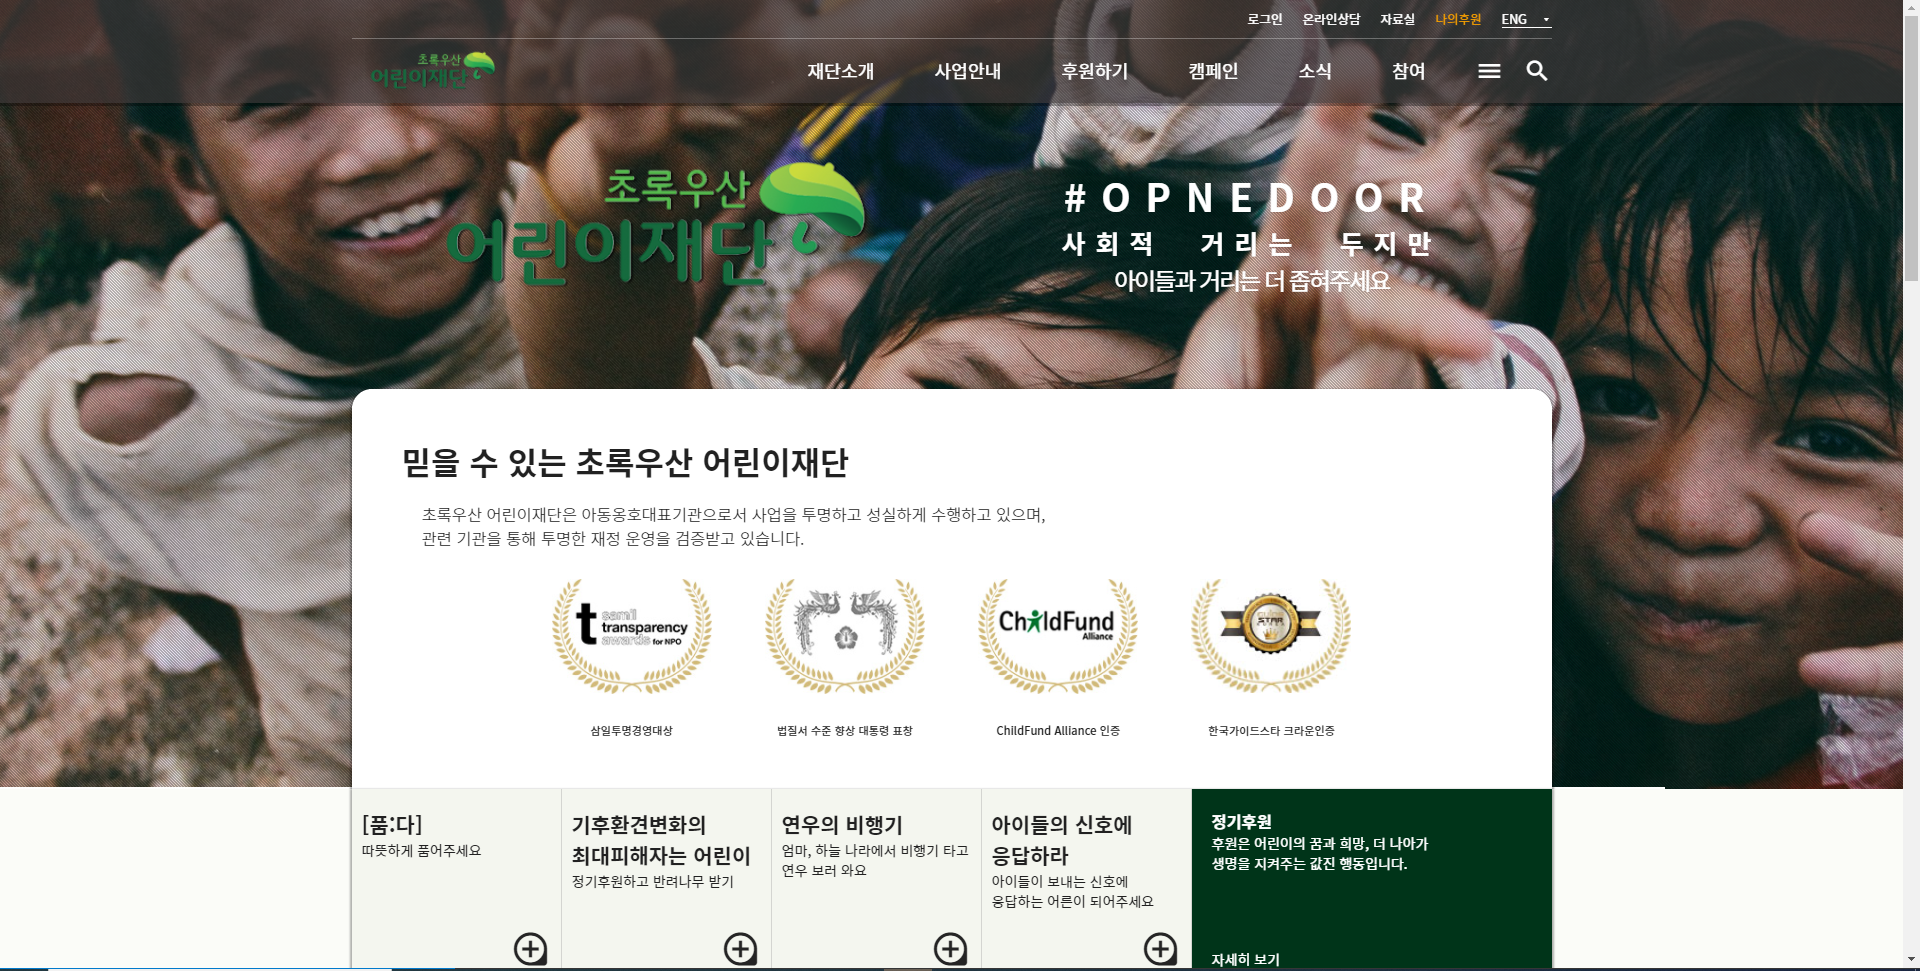 로그인 온라인상담 자료실 나의후원 ENG
초록우산
어린이재단
재단소개 사업안내 후원하기 캠페인 소식 참여
초록우산
어린이재단
#OPNEDOOR
사회적 거리는 두지만
아이들과 거리는 더 좁혀주세요
믿을 수 있는 초록우산 어린이재단
초록우산 어린이재단은 아동옹호대표기관으로서 사업을 투명하고 성실하게 수행하고 있으며,
관련 기관을 통해 투명한 재정 운영을 검증받고 있습니다.
t samil
transparency
awards for NPO
ChildFund
Alliance
STAR
삼일투명경영대상
법질서 수준 향상 대통령 표창
ChildFund Alliance 인증
한국가이드스타 크라운인증
[품:다]
따뜻하게 품어주세요
기후환견변화의
최대피해자는 어린이
정기후원하고 반려나무 받기
연우의 비행기
엄마, 하늘 나라에서 비행기 타고
연우 보러 와요
아이들의 신호에
응답하라
아이들이 보내는 신호에
응답하는 어른이 되어주세요
정기후원
후원은 어린이의 꿈과 희망, 더 나아가
생명을 지켜주는 값진 행동입니다.
자세히 보기